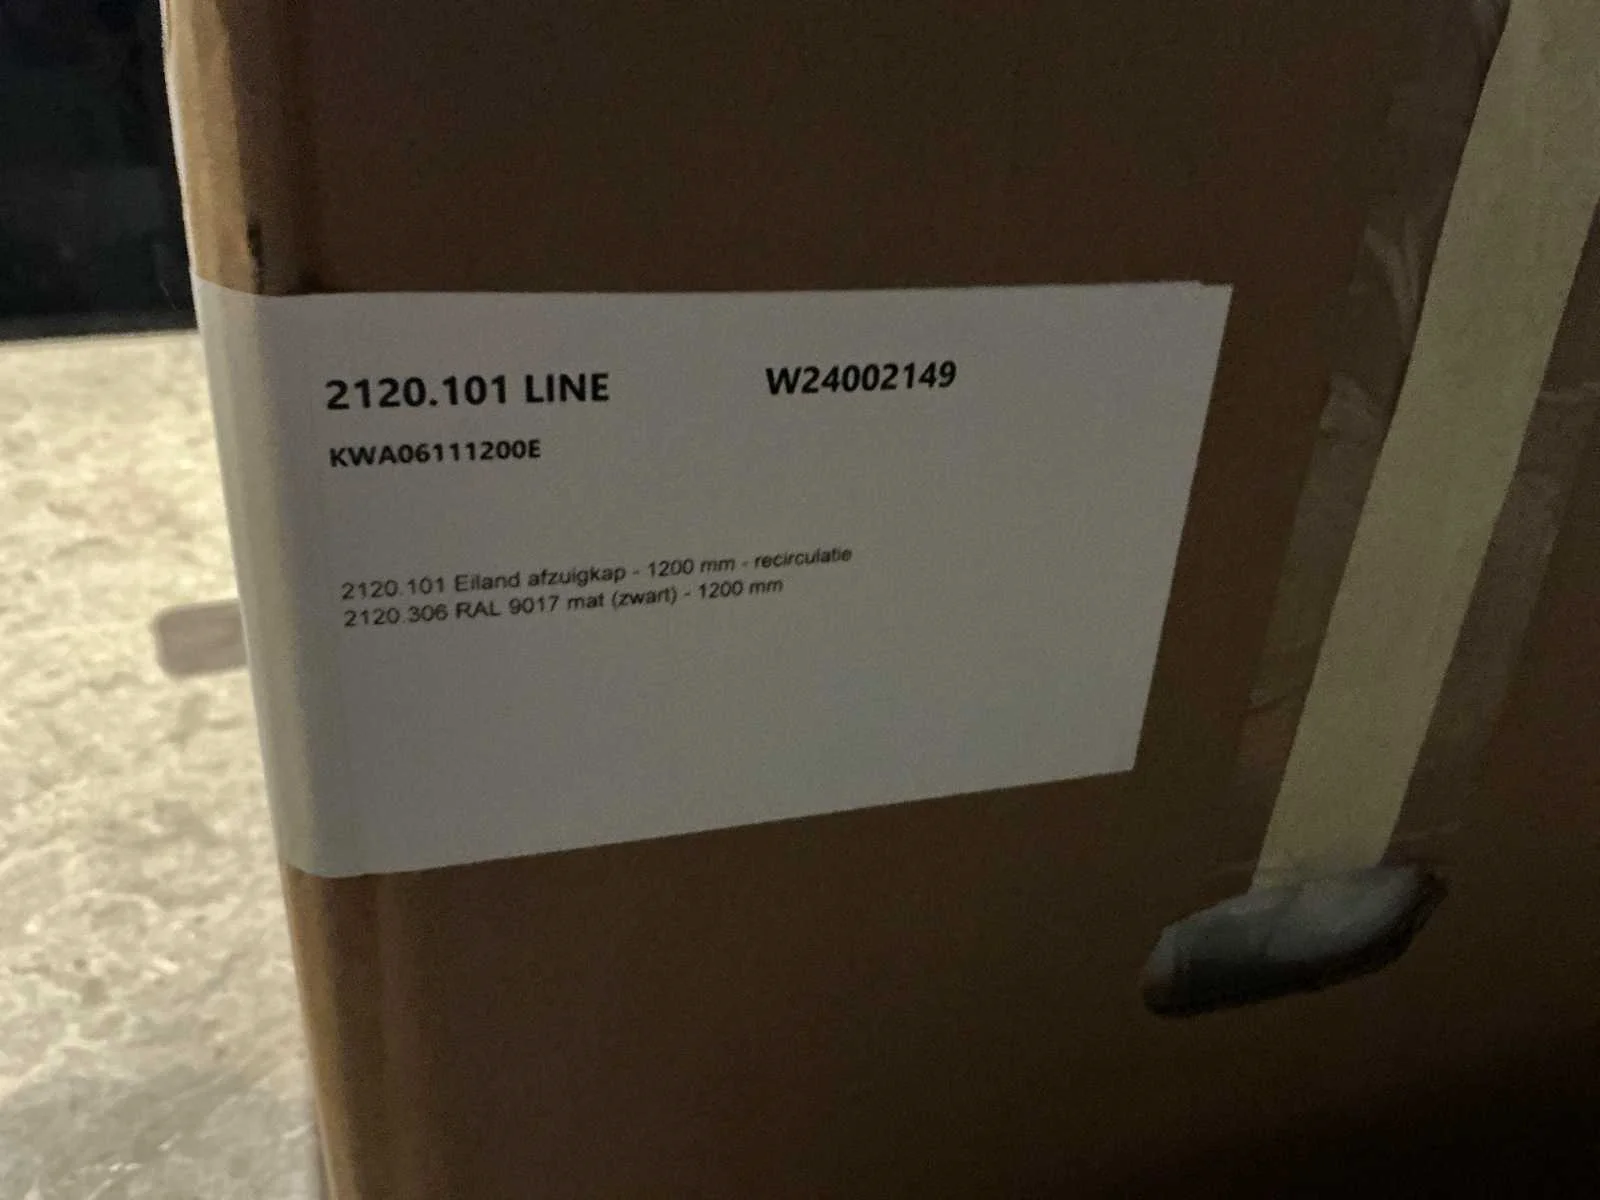 2120.101 LINE W24002149
KWA06111200E
2120.101 Eiland afzuigkap - 1200 mm - recirculatie
2120.306 RAL 9017 mat (zwart) - 1200 mm